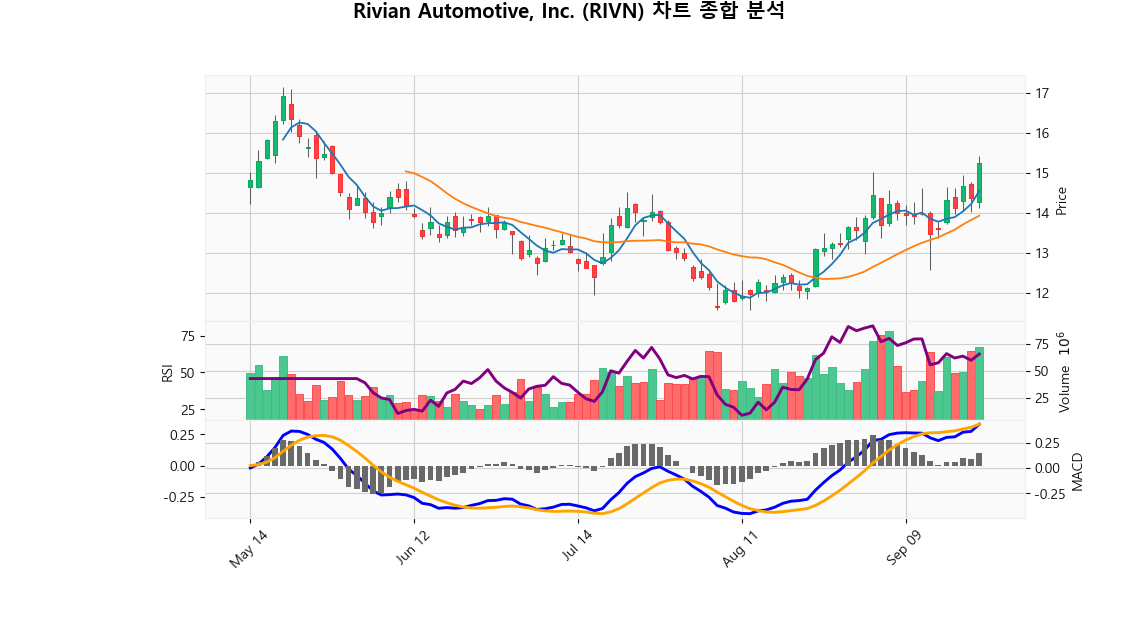 Rivian Automotive, Inc. (RIVN) 차트 종합 분석
17
16
15
14
13
12
Price
75
50
25
RSI
75
50
25
Volume 10^6
0.25
0.00
−0.25
0.25
0.00
−0.25
MACD
May 14
Jun 12
Jul 14
Aug 11
Sep 09